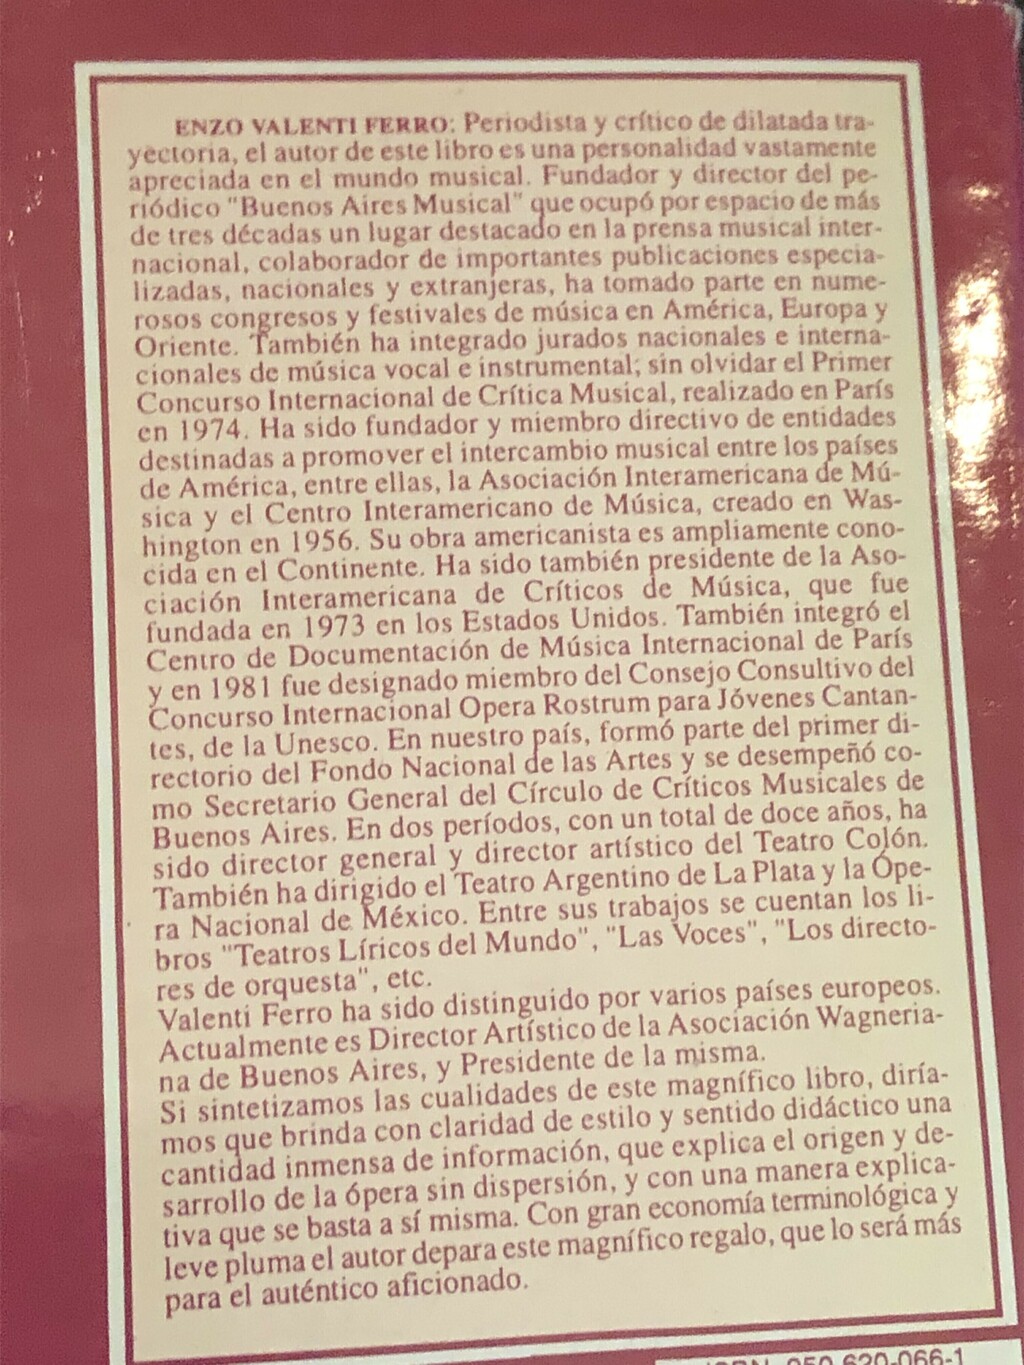 ENZO VALENTI FERRO: Periodista y crítico de dilatada tra-
yectoria, el autor de este libro es una personalidad vastamente
apreciada en el mundo musical. Fundador y director del pe-
riódico "Buenos Aires Musical" que ocupó por espacio de más
de tres décadas un lugar destacado en la prensa musical inter-
nacional, colaborador de importantes publicaciones especia-
lizadas, nacionales y extranjeras, ha tomado parte en nume-
rosos congresos y festivales de música en América, Europa y
Oriente. También ha integrado jurados nacionales e interna-
cionales de música vocal e instrumental; sin olvidar el Primer
Concurso Internacional de Crítica Musical, realizado en París
en 1974. Ha sido fundador y miembro directivo de entidades
destinadas a promover el intercambio musical entre los países
de América, entre ellas, la Asociación Interamericana de Mú-
sica y el Centro Interamericano de Música, creado en Was-
hington en 1956. Su obra americanista es ampliamente cono-
cida en el Continente. Ha sido también presidente de la Aso-
ciación Interamericana de Críticos de Música, que fue
fundada en 1973 en los Estados Unidos. También integró el
Centro de Documentación de Música Internacional de París
y en 1981 fue designado miembro del Consejo Consultivo del
Concurso Internacional Opera Rostrum para Jóvenes Cantan-
tes, de la Unesco. En nuestro país, formó parte del primer di-
rectorio del Fondo Nacional de las Artes y se desempeñó co-
mo Secretario General del Círculo de Críticos Musicales de
Buenos Aires. En dos períodos, con un total de doce años, ha
sido director general y director artístico del Teatro Colón.
También ha dirigido el Teatro Argentino de La Plata y la Ópe-
ra Nacional de México. Entre sus trabajos se cuentan los li-
bros "Teatros Líricos del Mundo", "Las Voces", "Los directo-
res de orquesta", etc.
Valenti Ferro ha sido distinguido por varios países europeos.
Actualmente es Director Artístico de la Asociación Wagneria-
na de Buenos Aires, y Presidente de la misma.
Si sintetizamos las cualidades de este magnífico libro, diría-
mos que brinda con claridad de estilo y sentido didáctico una
cantidad inmensa de información, que explica el origen y de-
sarrollo de la ópera sin dispersión, y con una manera explica-
tiva que se basta a sí misma. Con gran economía terminológica y
leve pluma el autor depara este magnífico regalo, que lo será más
para el auténtico aficionado.
ISBN 950-620-066-1